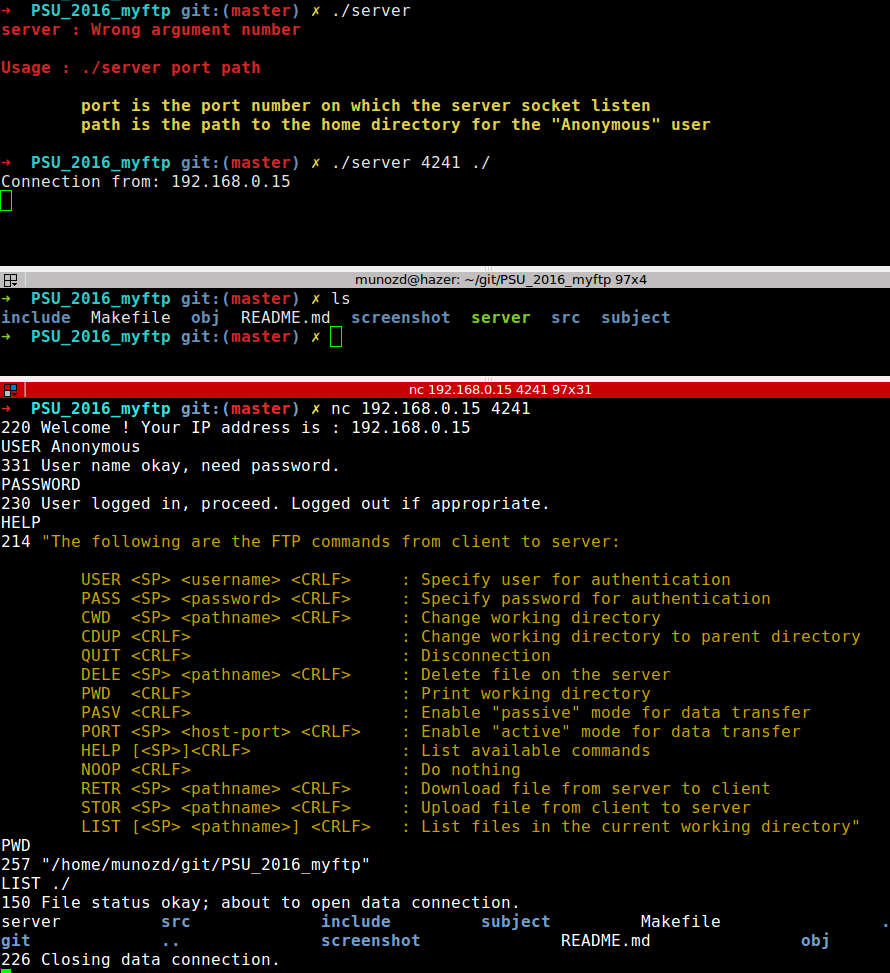 ➜  PSU_2016_myftp git:(master) ✗ ./server
server : Wrong argument number
Usage : ./server port path
        port is the port number on which the server socket listen
        path is the path to the home directory for the "Anonymous" user
➜  PSU_2016_myftp git:(master) ✗ ./server 4241 ./
Connection from: 192.168.0.15
munozd@hazer: ~/git/PSU_2016_myftp 97x4
➜  PSU_2016_myftp git:(master) ✗ ls
include  Makefile  obj  README.md  screenshot  server  src  subject
➜  PSU_2016_myftp git:(master) ✗
nc 192.168.0.15 4241 97x31
➜  PSU_2016_myftp git:(master) ✗ nc 192.168.0.15 4241
220 Welcome ! Your IP address is : 192.168.0.15
USER Anonymous
331 User name okay, need password.
PASSWORD
230 User logged in, proceed. Logged out if appropriate.
HELP
214 "The following are the FTP commands from client to server:
        USER <SP> <username> <CRLF>     : Specify user for authentication
        PASS <SP> <password> <CRLF>     : Specify password for authentication
        CWD  <SP> <pathname> <CRLF>     : Change working directory
        CDUP <CRLF>                     : Change working directory to parent directory
        QUIT <CRLF>                     : Disconnection
        DELE <SP> <pathname> <CRLF>     : Delete file on the server
        PWD  <CRLF>                     : Print working directory
        PASV <CRLF>                     : Enable "passive" mode for data transfer
        PORT <SP> <host-port> <CRLF>    : Enable "active" mode for data transfer
        HELP [<SP>]<CRLF>               : List available commands
        NOOP <CRLF>                     : Do nothing
        RETR <SP> <pathname> <CRLF>     : Download file from server to client
        STOR <SP> <pathname> <CRLF>     : Upload file from client to server
        LIST [<SP> <pathname>] <CRLF>   : List files in the current working directory"
PWD
257 "/home/munozd/git/PSU_2016_myftp"
LIST ./
150 File status okay; about to open data connection.
server          src             include         subject         Makefile                .
git             ..              screenshot              README.md               obj
226 Closing data connection.